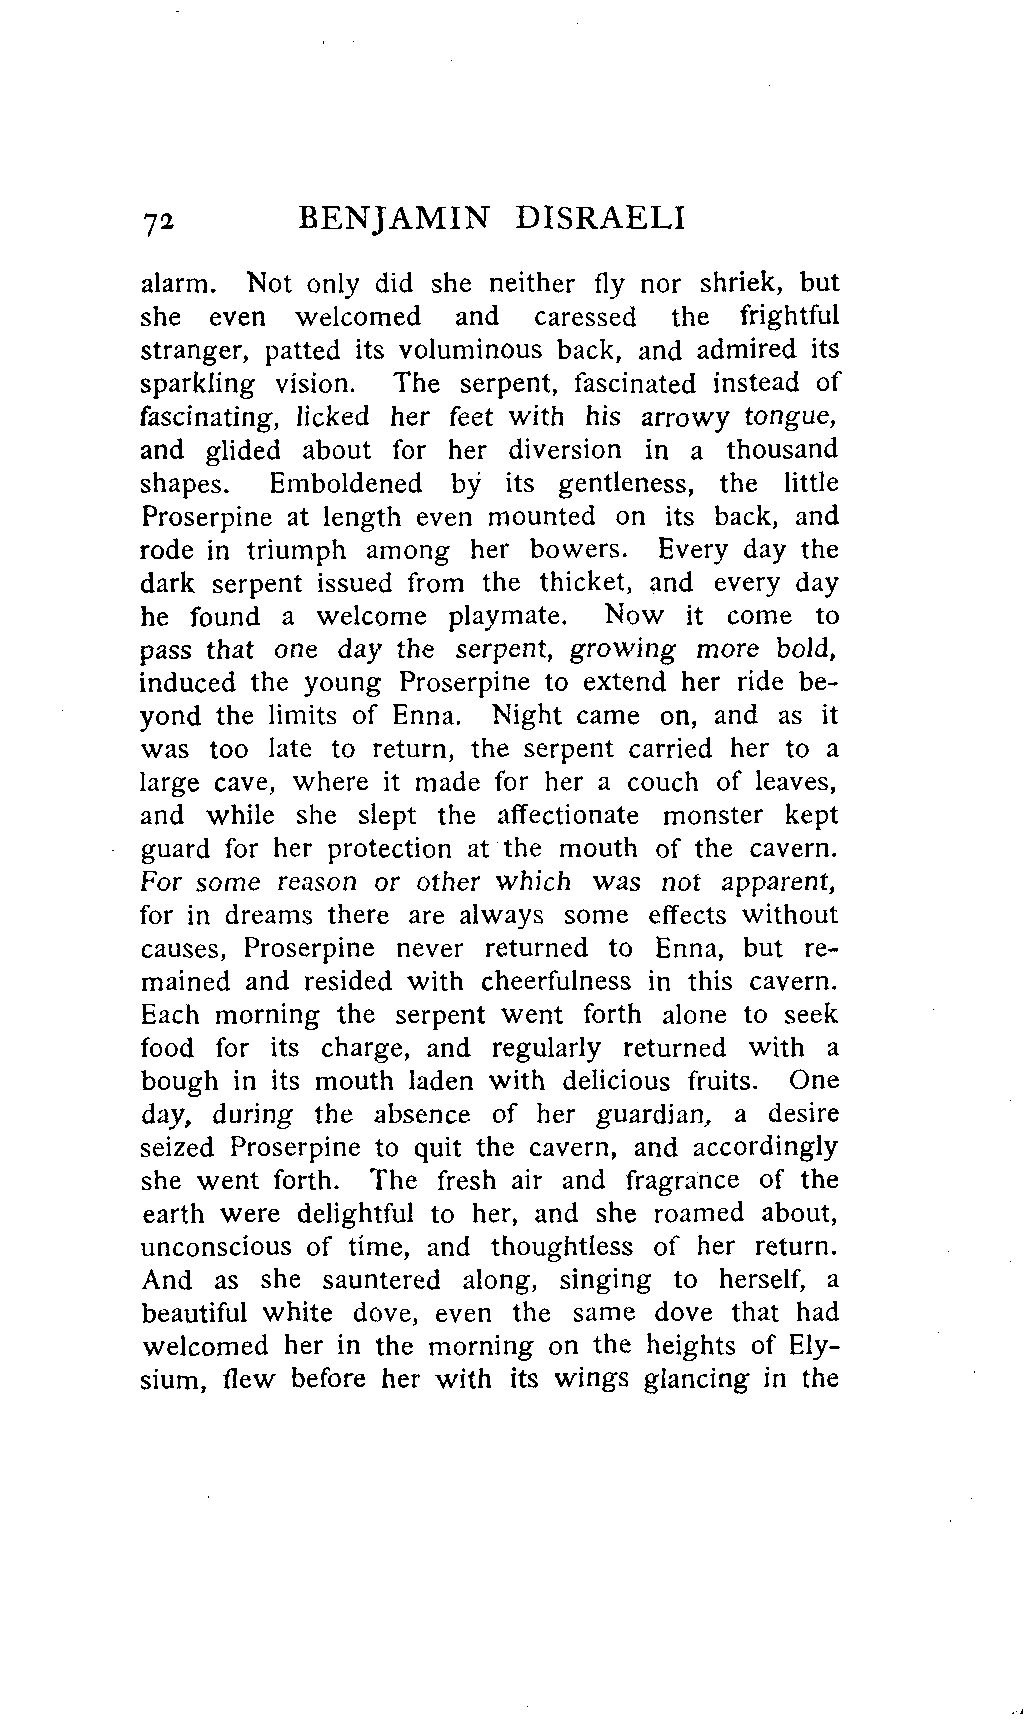 72 BENJAMIN DISRAELI
alarm. Not only did she neither fly nor shriek, but
she even welcomed and caressed the frightful
stranger, patted its voluminous back, and admired its
sparkling vision. The serpent, fascinated instead of
fascinating, licked her feet with his arrowy tongue,
and glided about for her diversion in a thousand
shapes. Emboldened by its gentleness, the little
Proserpine at length even mounted on its back, and
rode in triumph among her bowers. Every day the
dark serpent issued from the thicket, and every day
he found a welcome playmate. Now it come to
pass that one day the serpent, growing more bold,
induced the young Proserpine to extend her ride be-
yond the limits of Enna. Night came on, and as it
was too late to return, the serpent carried her to a
large cave, where it made for her a couch of leaves,
and while she slept the affectionate monster kept
guard for her protection at the mouth of the cavern.
For some reason or other which was not apparent,
for in dreams there are always some effects without
causes, Proserpine never returned to Enna, but re-
mained and resided with cheerfulness in this cavern.
Each morning the serpent went forth alone to seek
food for its charge, and regularly returned with a
bough in its mouth laden with delicious fruits. One
day, during the absence of her guardian, a desire
seized Proserpine to quit the cavern, and accordingly
she went forth. The fresh air and fragrance of the
earth were delightful to her, and she roamed about,
unconscious of time, and thoughtless of her return.
And as she sauntered along, singing to herself, a
beautiful white dove, even the same dove that had
welcomed her in the morning on the heights of Ely-
sium, flew before her with its wings glancing in the